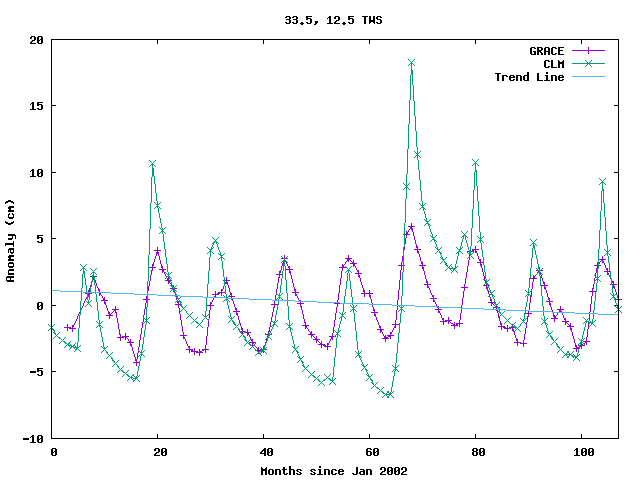 33.5, 12.5 TWS
GRACE
CLM
Trend Line
20
15
10
5
0
-5
-10
Anomaly (cm)
0 20 40 60 80 100
Months since Jan 2002